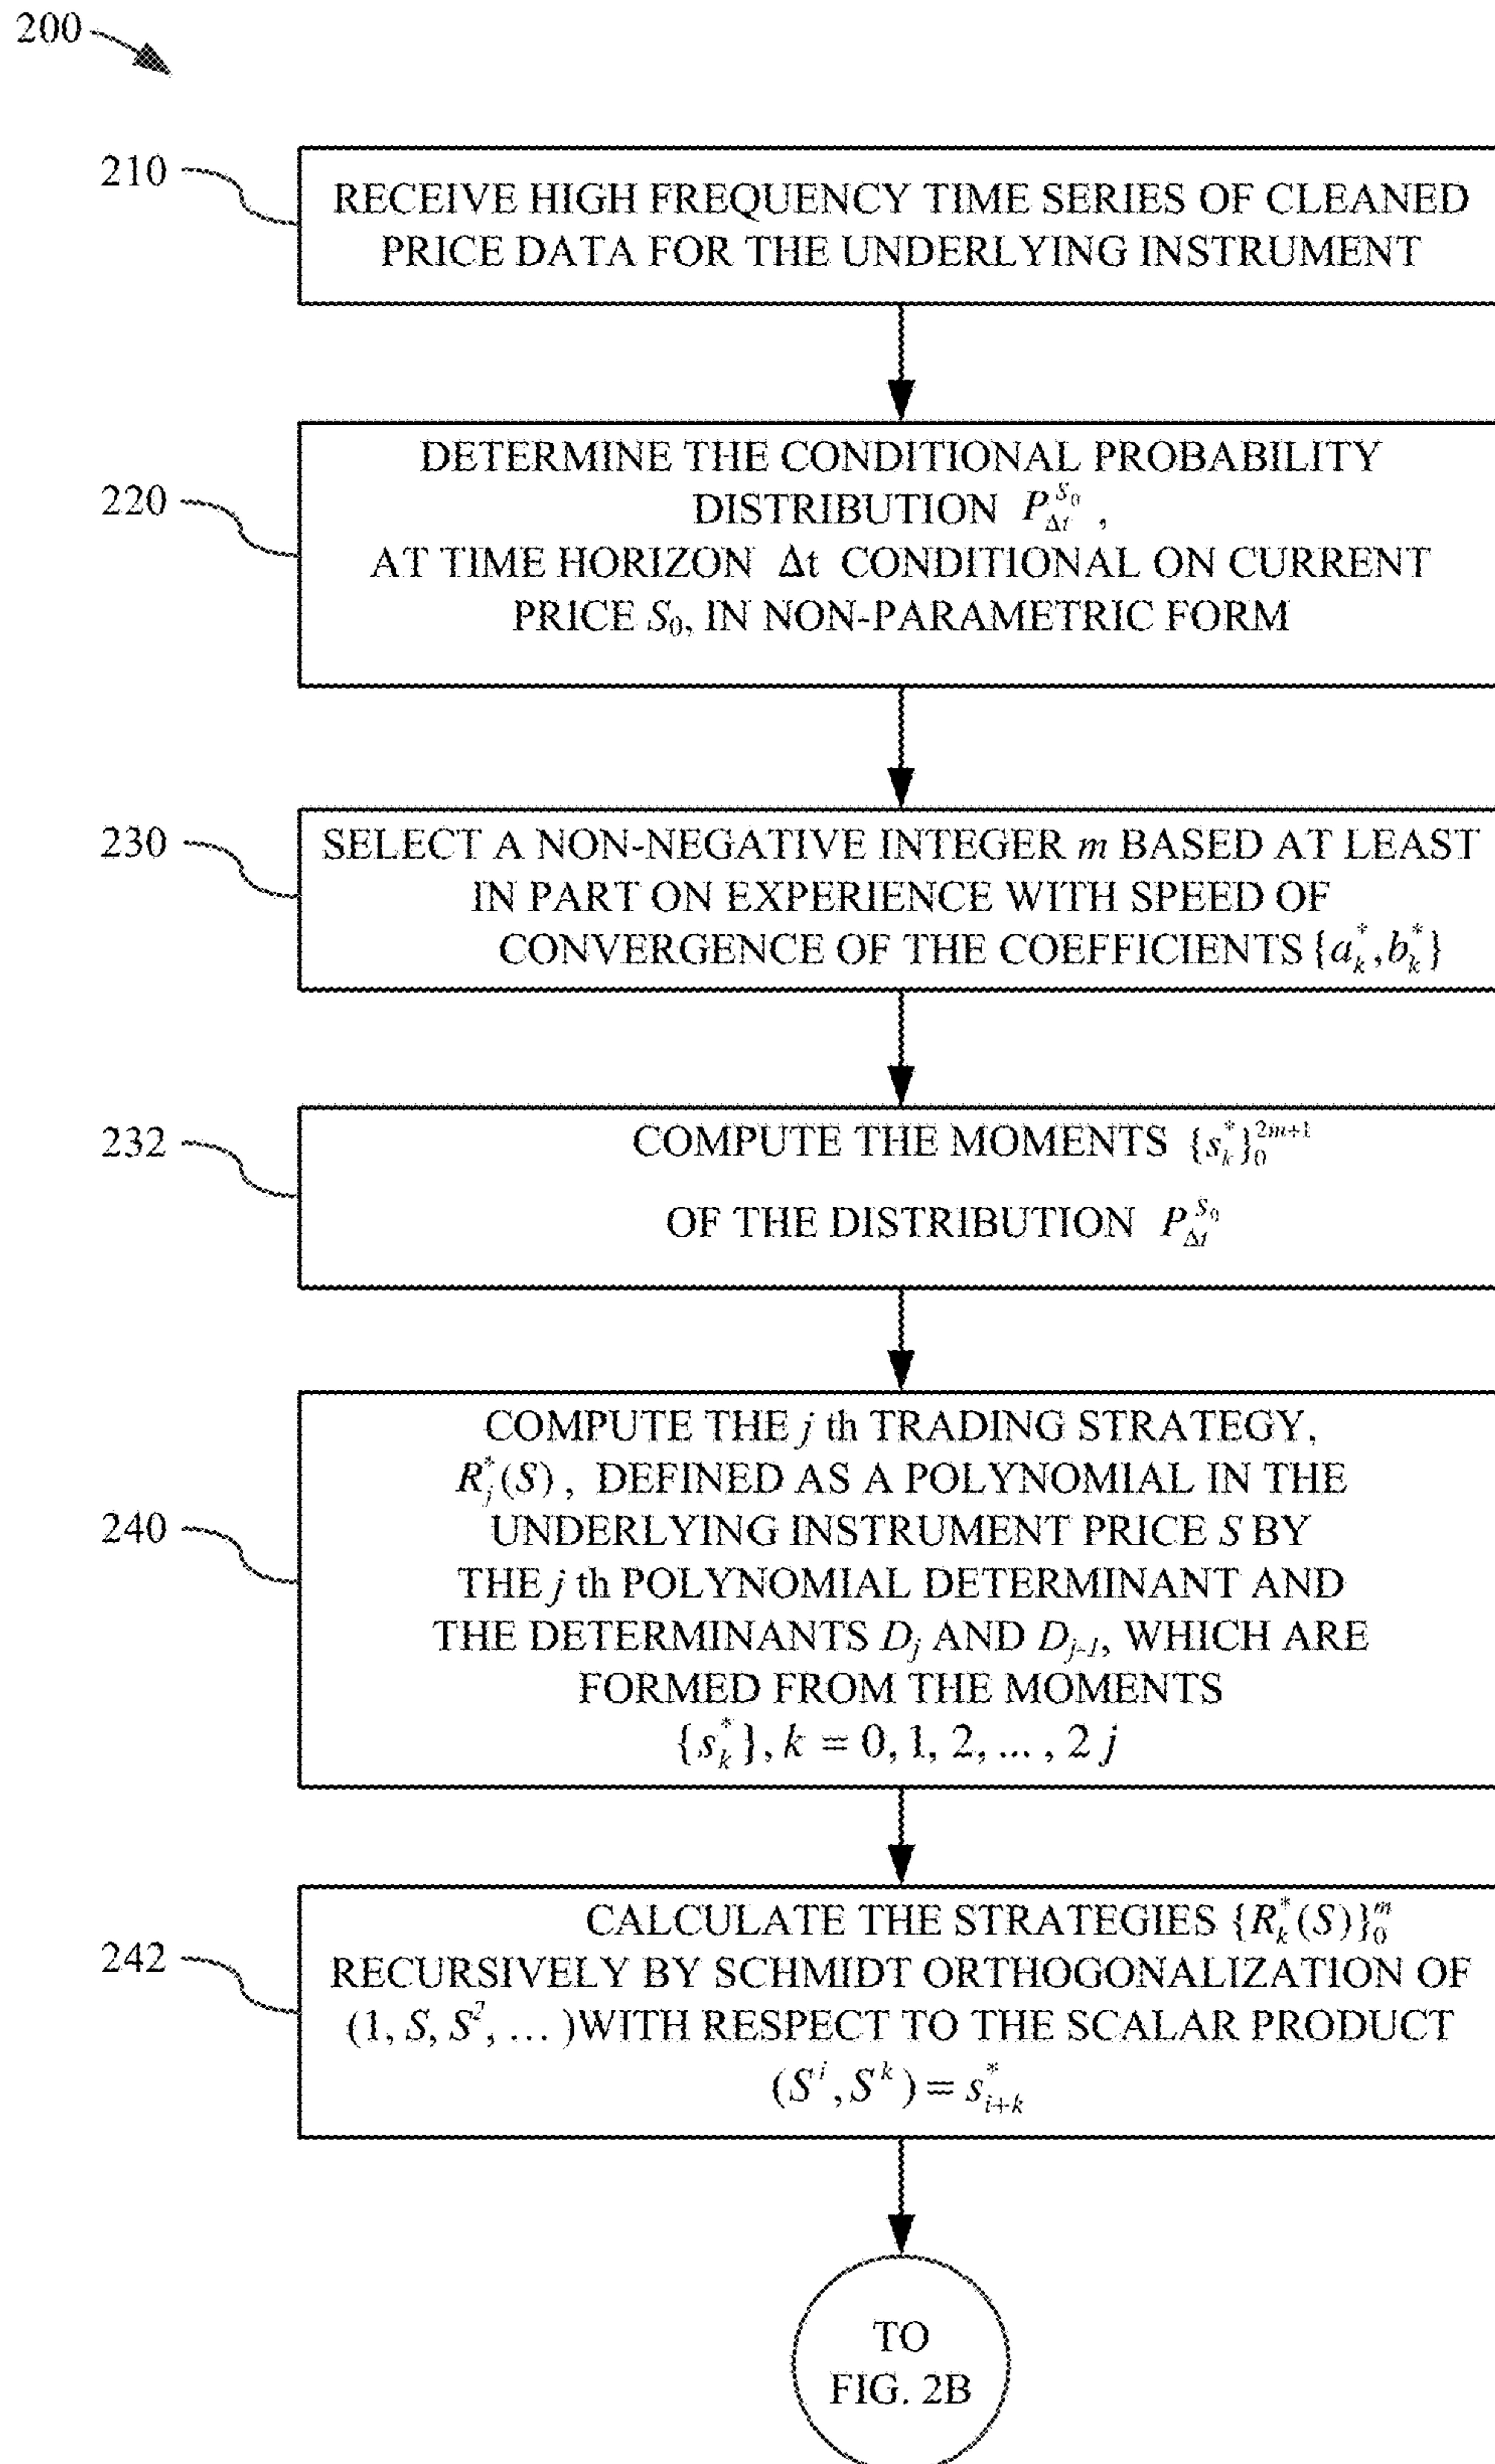 200
210
RECEIVE HIGH FREQUENCY TIME SERIES OF CLEANED
PRICE DATA FOR THE UNDERLYING INSTRUMENT
220
DETERMINE THE CONDITIONAL PROBABILITY
DISTRIBUTION $P_{\Delta t}^{S_0}$ ,
AT TIME HORIZON Δt CONDITIONAL ON CURRENT
PRICE $S_0$, IN NON-PARAMETRIC FORM
230
SELECT A NON-NEGATIVE INTEGER m BASED AT LEAST
IN PART ON EXPERIENCE WITH SPEED OF
CONVERGENCE OF THE COEFFICIENTS $\{a_k^*, b_k^*\}$
232
COMPUTE THE MOMENTS $\{s_k^*\}_0^{2m+1}$
OF THE DISTRIBUTION $P_{\Delta t}^{S_0}$
240
COMPUTE THE j th TRADING STRATEGY,
$R_j^*(S)$ , DEFINED AS A POLYNOMIAL IN THE
UNDERLYING INSTRUMENT PRICE S BY
THE j th POLYNOMIAL DETERMINANT AND
THE DETERMINANTS $D_j$ AND $D_{j-1}$, WHICH ARE
FORMED FROM THE MOMENTS
$\{s_k^*\}, k = 0, 1, 2, ... , 2 j$
242
CALCULATE THE STRATEGIES $\{R_k^*(S)\}_0^m$
RECURSIVELY BY SCHMIDT ORTHOGONALIZATION OF
$(1, S, S^2, ... )$WITH RESPECT TO THE SCALAR PRODUCT
$(S^i, S^k) = s_{i+k}^*$
TO
FIG. 2B